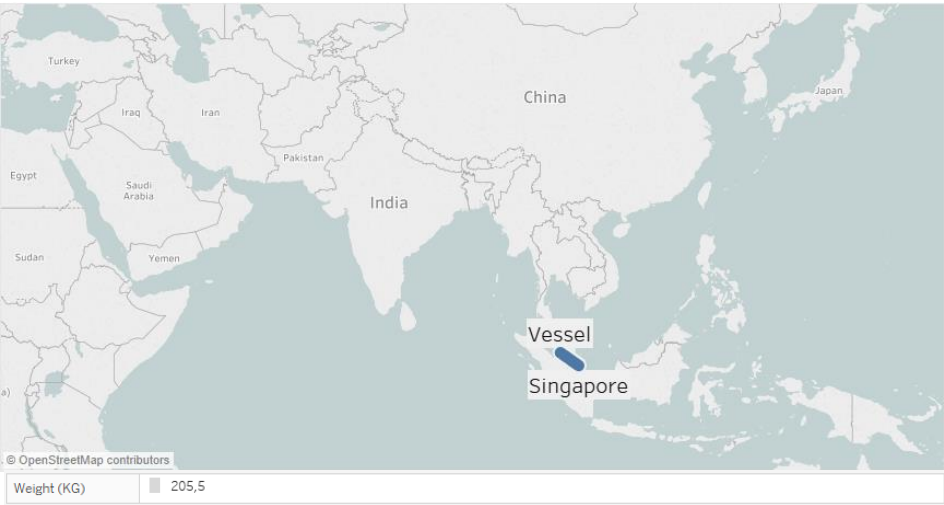 Turkey
China
Japan
Iraq
Iran
Pakistan
Egypt
Saudi
Arabia
India
Sudan
Yemen
Vessel
Singapore
a)
© OpenStreetMap contributors
Weight (KG)
205,5